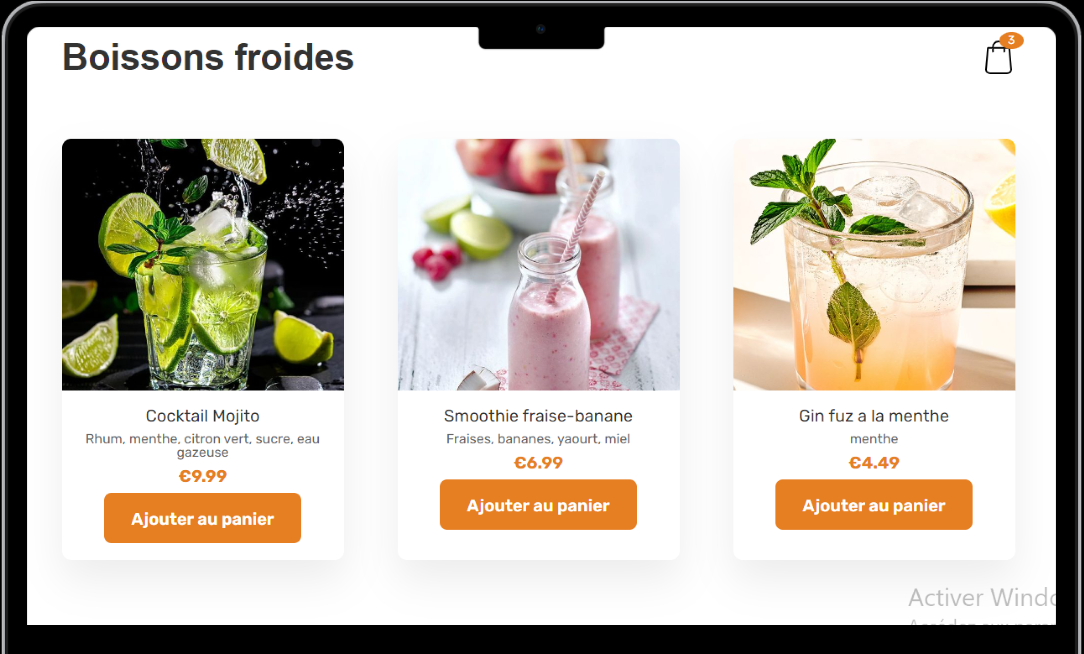 Boissons froides
3
Cocktail Mojito
Rhum, menthe, citron vert, sucre, eau
gazeuse
€9.99
Ajouter au panier
Smoothie fraise-banane
Fraises, bananes, yaourt, miel
€6.99
Ajouter au panier
Gin fuz a la menthe
menthe
€4.49
Ajouter au panier
Activer Windo